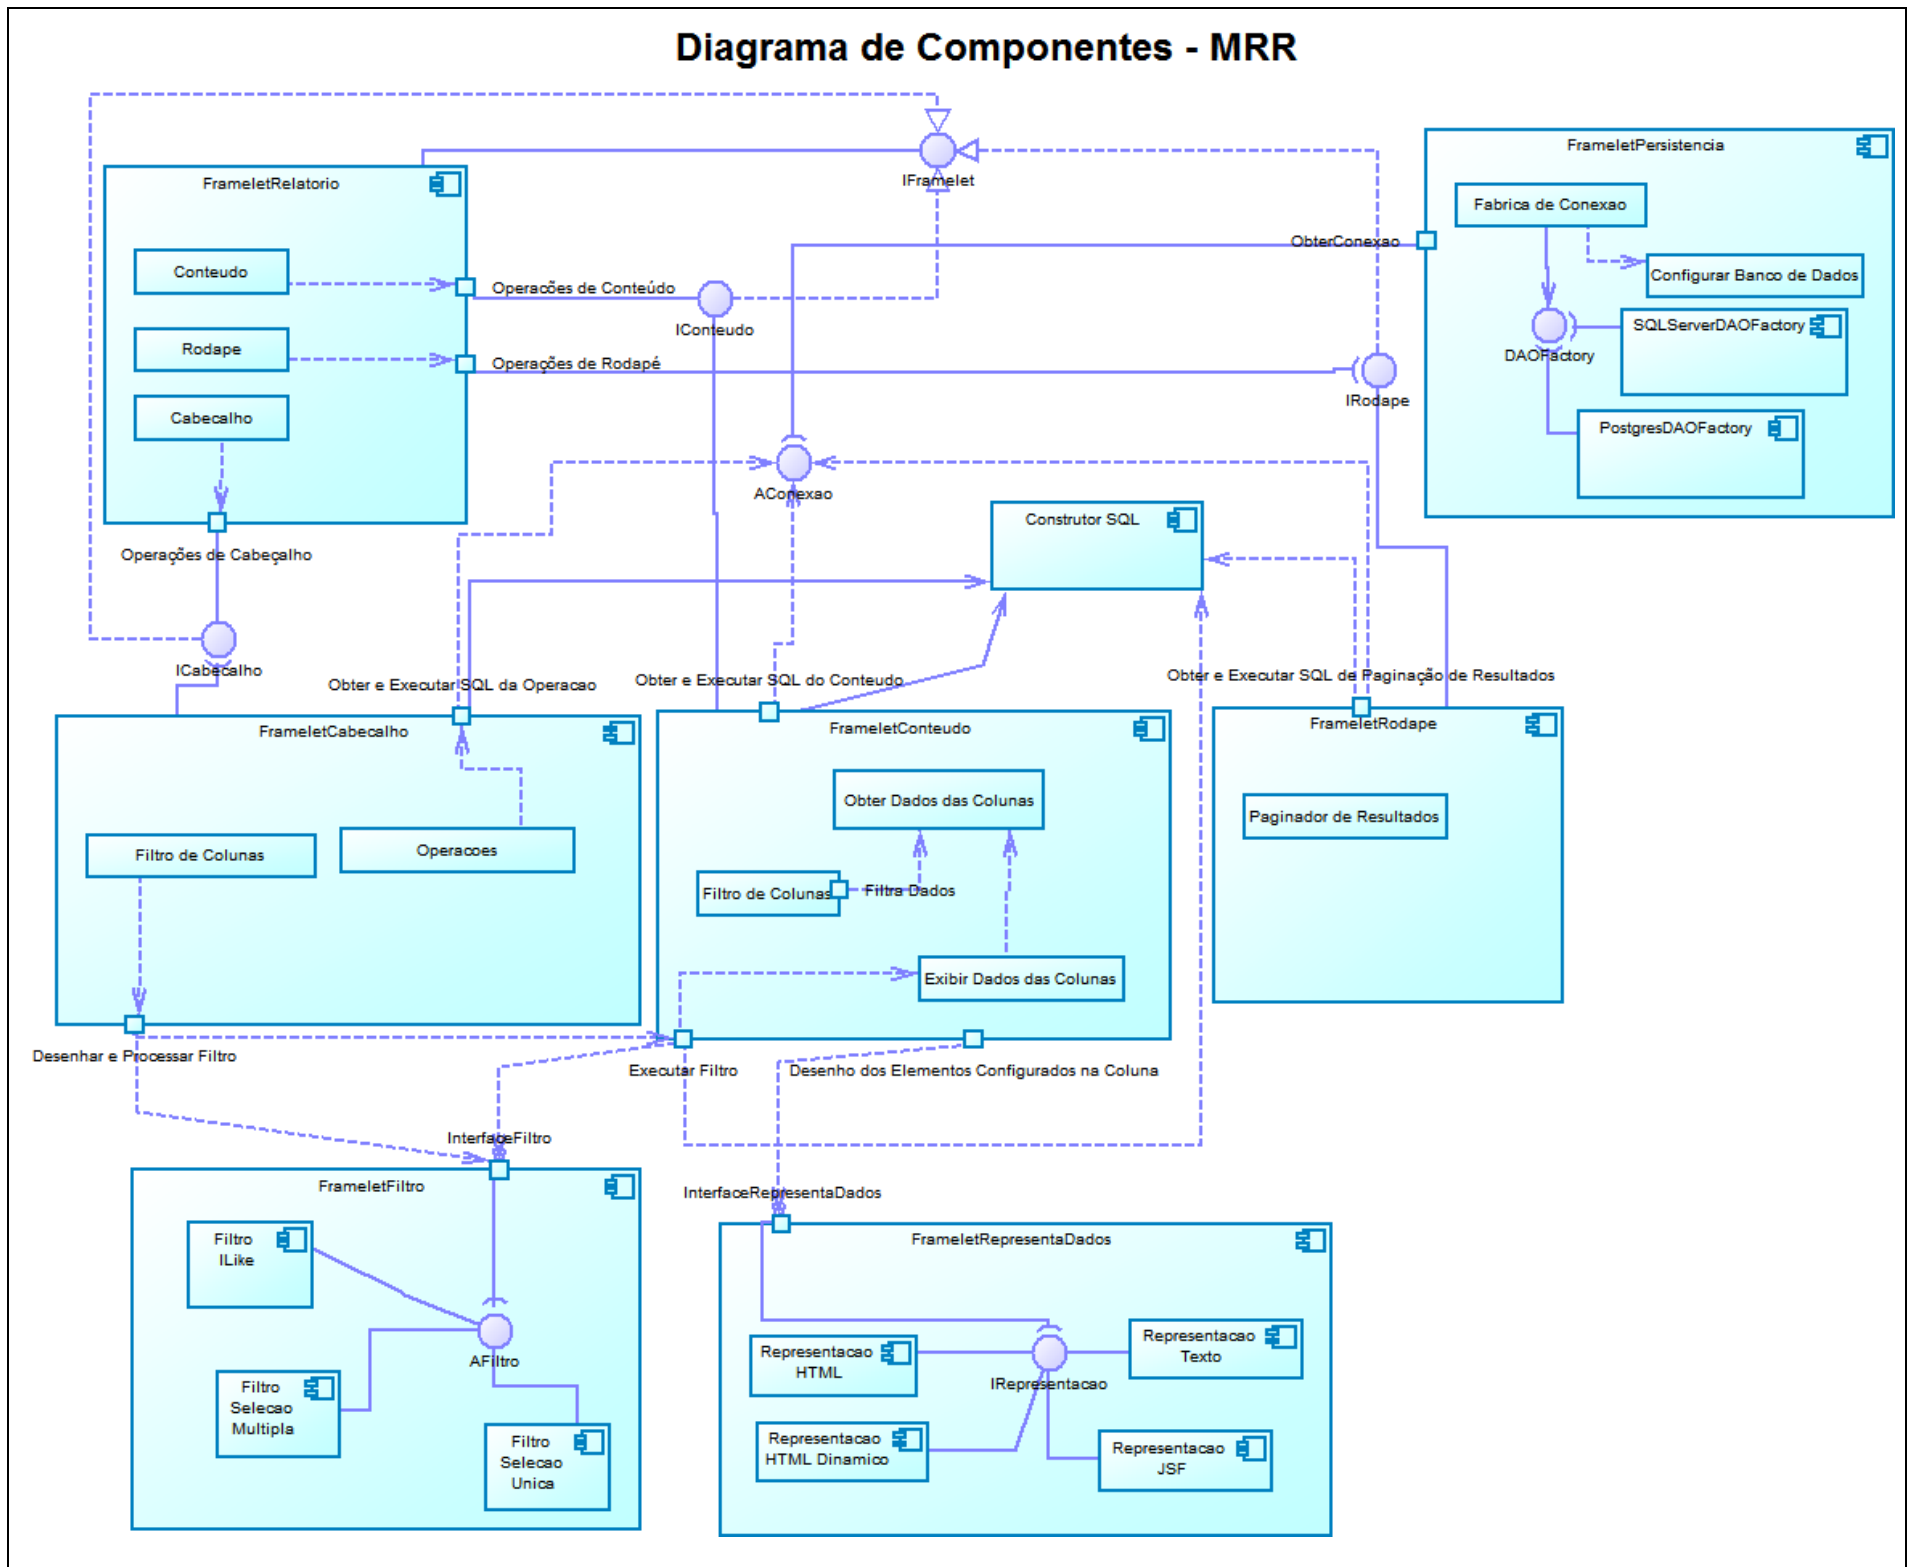 Diagrama de Componentes - MRR
IFramelet
FrameletRelatorio
Conteudo
Rodape
Cabecalho
Operacões de Conteúdo
Operações de Rodapé
Operações de Cabeçalho
IConteudo
ObterConexao
IRodape
AConexao
ICabecalho
FrameletPersistencia
Fabrica de Conexao
Configurar Banco de Dados
DAOFactory
SQLServerDAOFactory
PostgresDAOFactory
Construtor SQL
Obter e Executar SQL da Operacao
Obter e Executar SQL do Conteudo
Obter e Executar SQL de Paginação de Resultados
FrameletCabecalho
Filtro de Colunas
Operacoes
Desenhar e Processar Filtro
FrameletConteudo
Obter Dados das Colunas
Filtro de Colunas
Filtra Dados
Exibir Dados das Colunas
Executar Filtro
Desenho dos Elementos Configurados na Coluna
FrameletRodape
Paginador de Resultados
InterfaceFiltro
FrameletFiltro
Filtro
ILike
AFiltro
Filtro
Selecao
Multipla
Filtro
Selecao
Unica
InterfaceRepresentaDados
FrameletRepresentaDados
Representacao
HTML
Representacao
Texto
IRepresentacao
Representacao
HTML Dinamico
Representacao
JSF